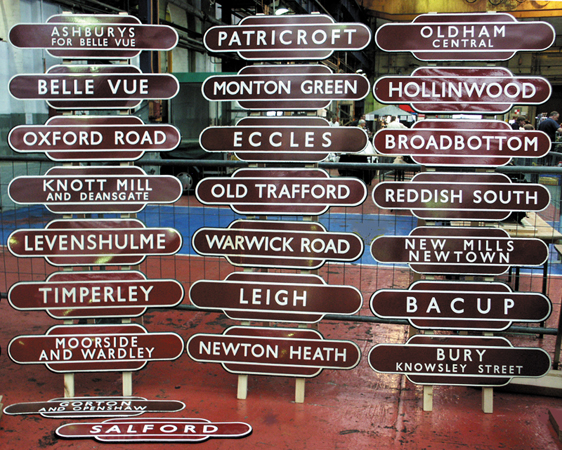 ASHBURYS
FOR BELLE VUE
BELLE VUE
OXFORD ROAD
KNOTT MILL
AND DEANSGATE
LEVENSHULME
TIMPERLEY
MOORSIDE
AND WARDLEY
GORTON
AND OPENSHAW
SALFORD
PATRICROFT
MONTON GREEN
ECCLES
OLD TRAFFORD
WARWICK ROAD
LEIGH
NEWTON HEATH
OLDHAM
CENTRAL
HOLLINWOOD
BROADBOTTOM
REDDISH SOUTH
NEW MILLS
NEWTOWN
BACUP
BURY
KNOWSLEY STREET